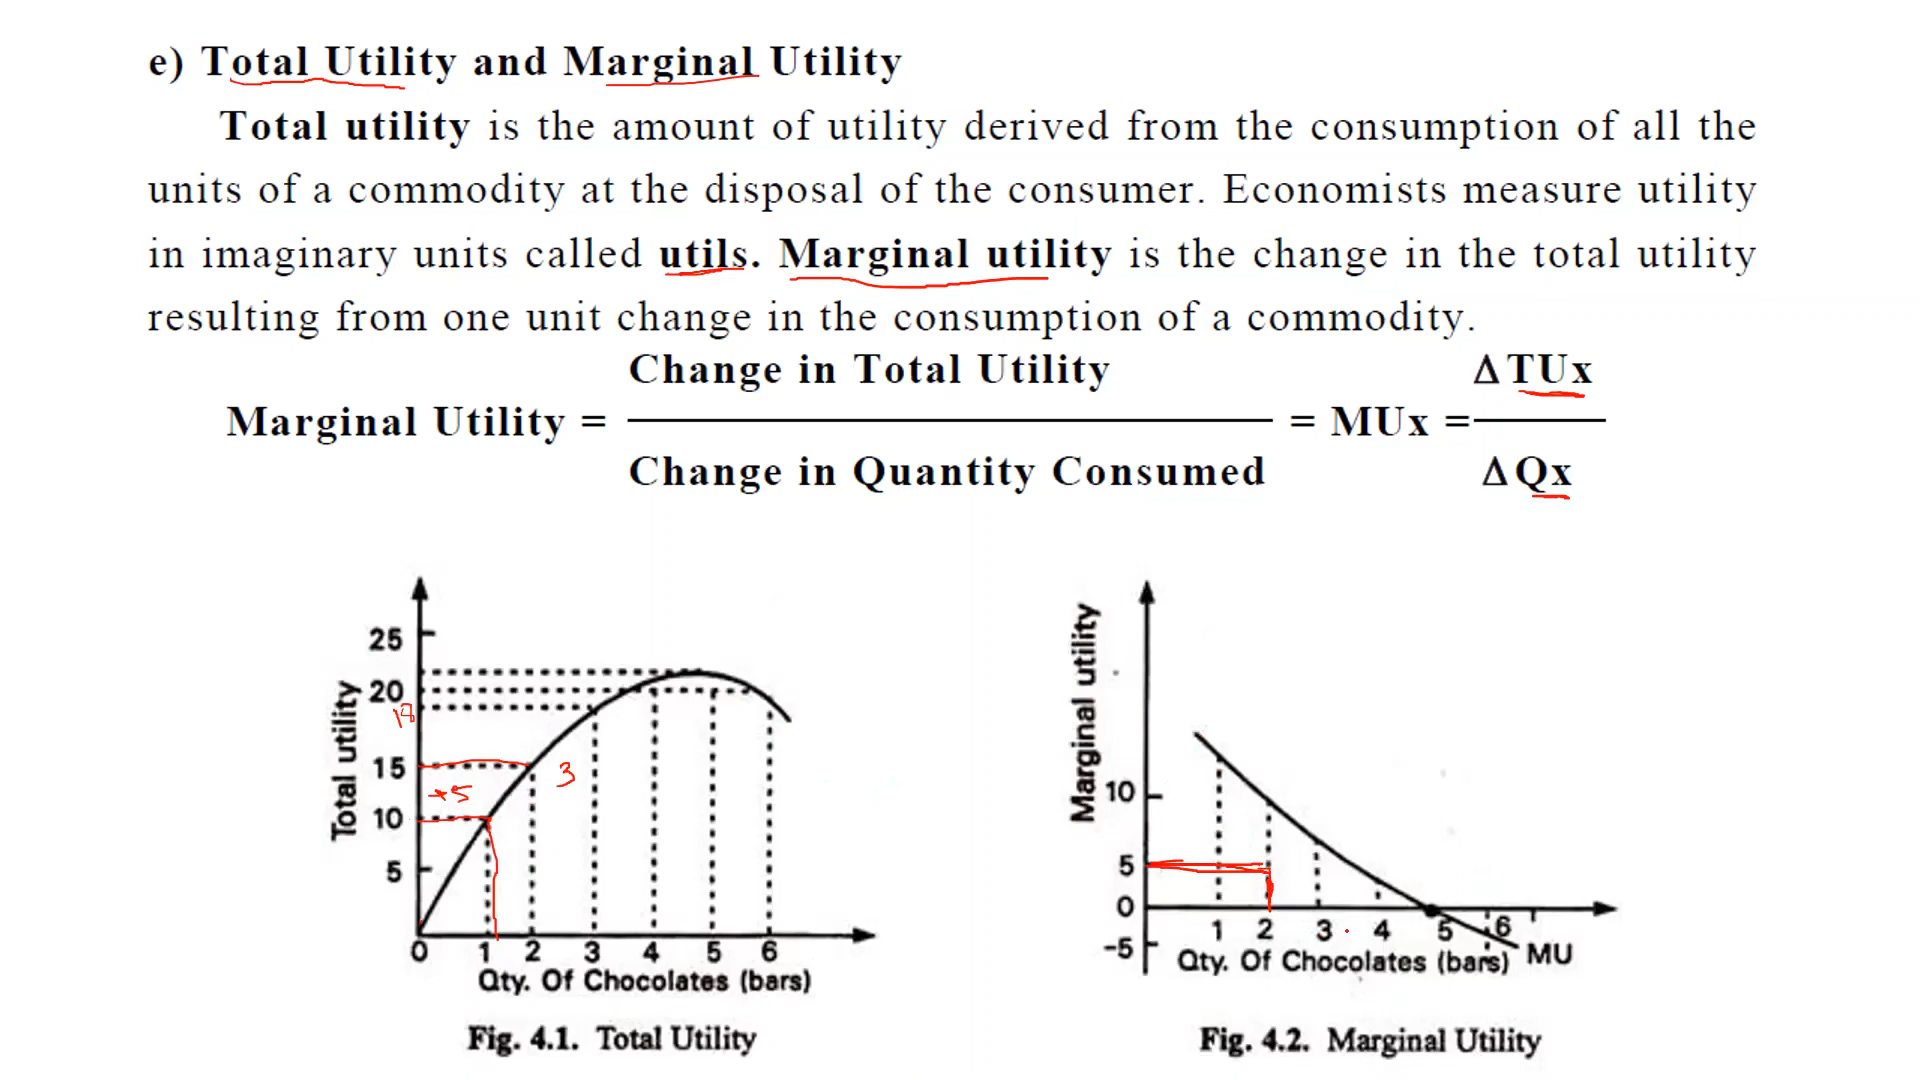 e) Total Utility and Marginal Utility
Total utility is the amount of utility derived from the consumption of all the
units of a commodity at the disposal of the consumer. Economists measure utility
in imaginary units called utils. Marginal utility is the change in the total utility
resulting from one unit change in the consumption of a commodity.
Change in Total Utility
Δ TUx
Marginal Utility =
= MUx =
Change in Quantity Consumed
Δ Qx
Total utility
25
20
18
15
+5
3
10
5
0 1 2 3 4 5 6
Qty. Of Chocolates (bars)
Fig. 4.1. Total Utility
Marginal utility
10
5
0
1 2 3 4 5 6
-5
Qty. Of Chocolates (bars)
MU
Fig. 4.2. Marginal Utility